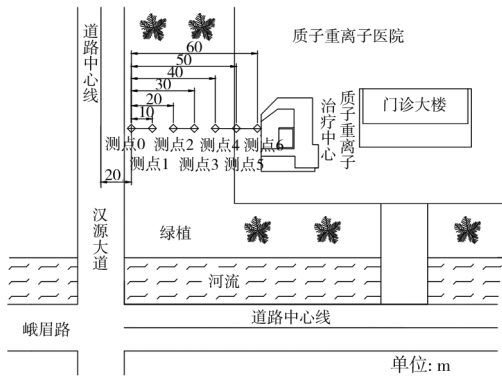 道路中心线
质子重离子医院
60
50
40
30
20
10
测点0 测点2 测点4 测点6
测点1 测点3 测点5
20
质子重离子
治疗中心
门诊大楼
汉源大道
绿植
河流
道路中心线
峨眉路
单位: m